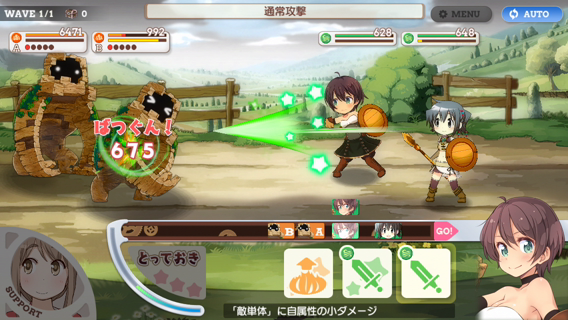 WAVE 1/1
0
通常攻撃
MENU
AUTO
6471
A
992
B
628
648
ばつぐん!
675
B
A
GO!
とっておき
SUPPORT
「敵単体」に自属性の小ダメージ